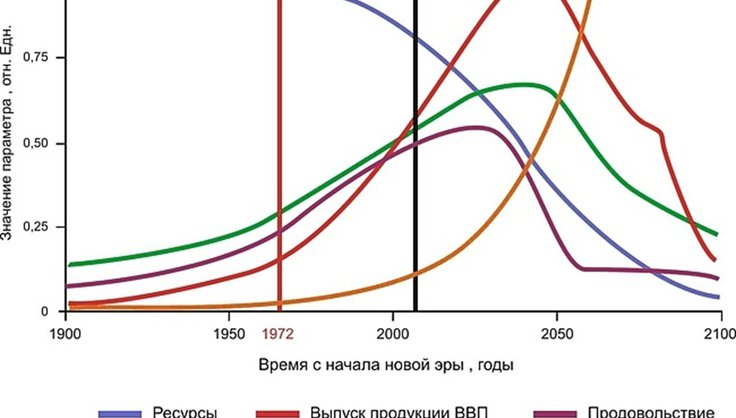 Значение параметра , отн. Едн.
0,75
0,50
0,25
0
1900
1950
1972
2000
2050
2100
Время с начала новой эры , годы
Ресурсы
Выпуск продукции ВВП
Продовольствие